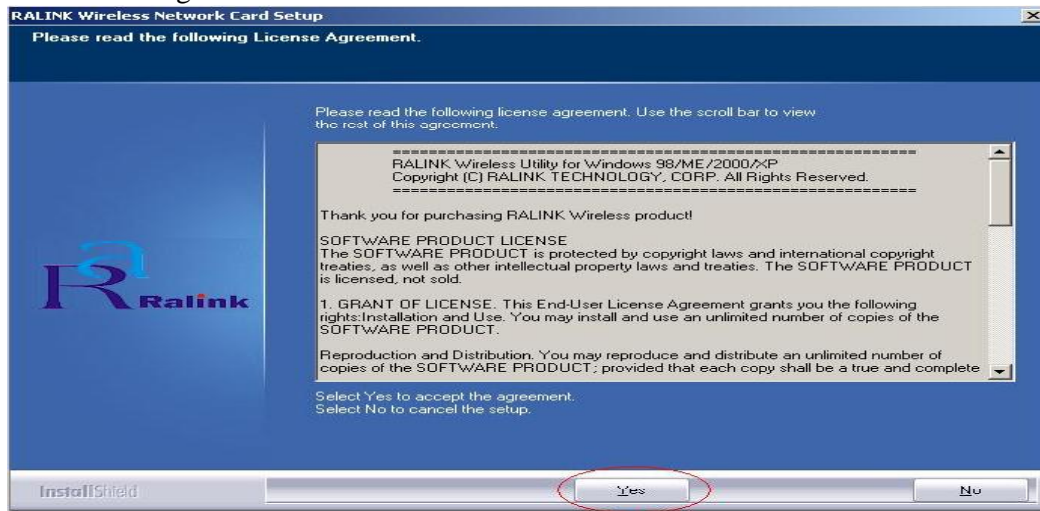 RALINK Wireless Network Card Setup
Please read the following License Agreement.
Please read the following license agreement. Use the scroll bar to view
the rest of this agreement.
============================================================
RALINK Wireless Utility for Windows 98/ME/2000/XP
Copyright (C) RALINK TECHNOLOGY, CORP. All Rights Reserved.
============================================================
Thank you for purchasing RALINK Wireless product!
SOFTWARE PRODUCT LICENSE
The SOFTWARE PRODUCT is protected by copyright laws and international copyright
treaties, as well as other intellectual property laws and treaties. The SOFTWARE PRODUCT
is licensed, not sold.
1. GRANT OF LICENSE. This End-User License Agreement grants you the following
rights:Installation and Use. You may install and use an unlimited number of copies of the
SOFTWARE PRODUCT.
Reproduction and Distribution. You may reproduce and distribute an unlimited number of
copies of the SOFTWARE PRODUCT; provided that each copy shall be a true and complete
Ralink
Select Yes to accept the agreement.
Select No to cancel the setup.
InstallShield
Yes
No